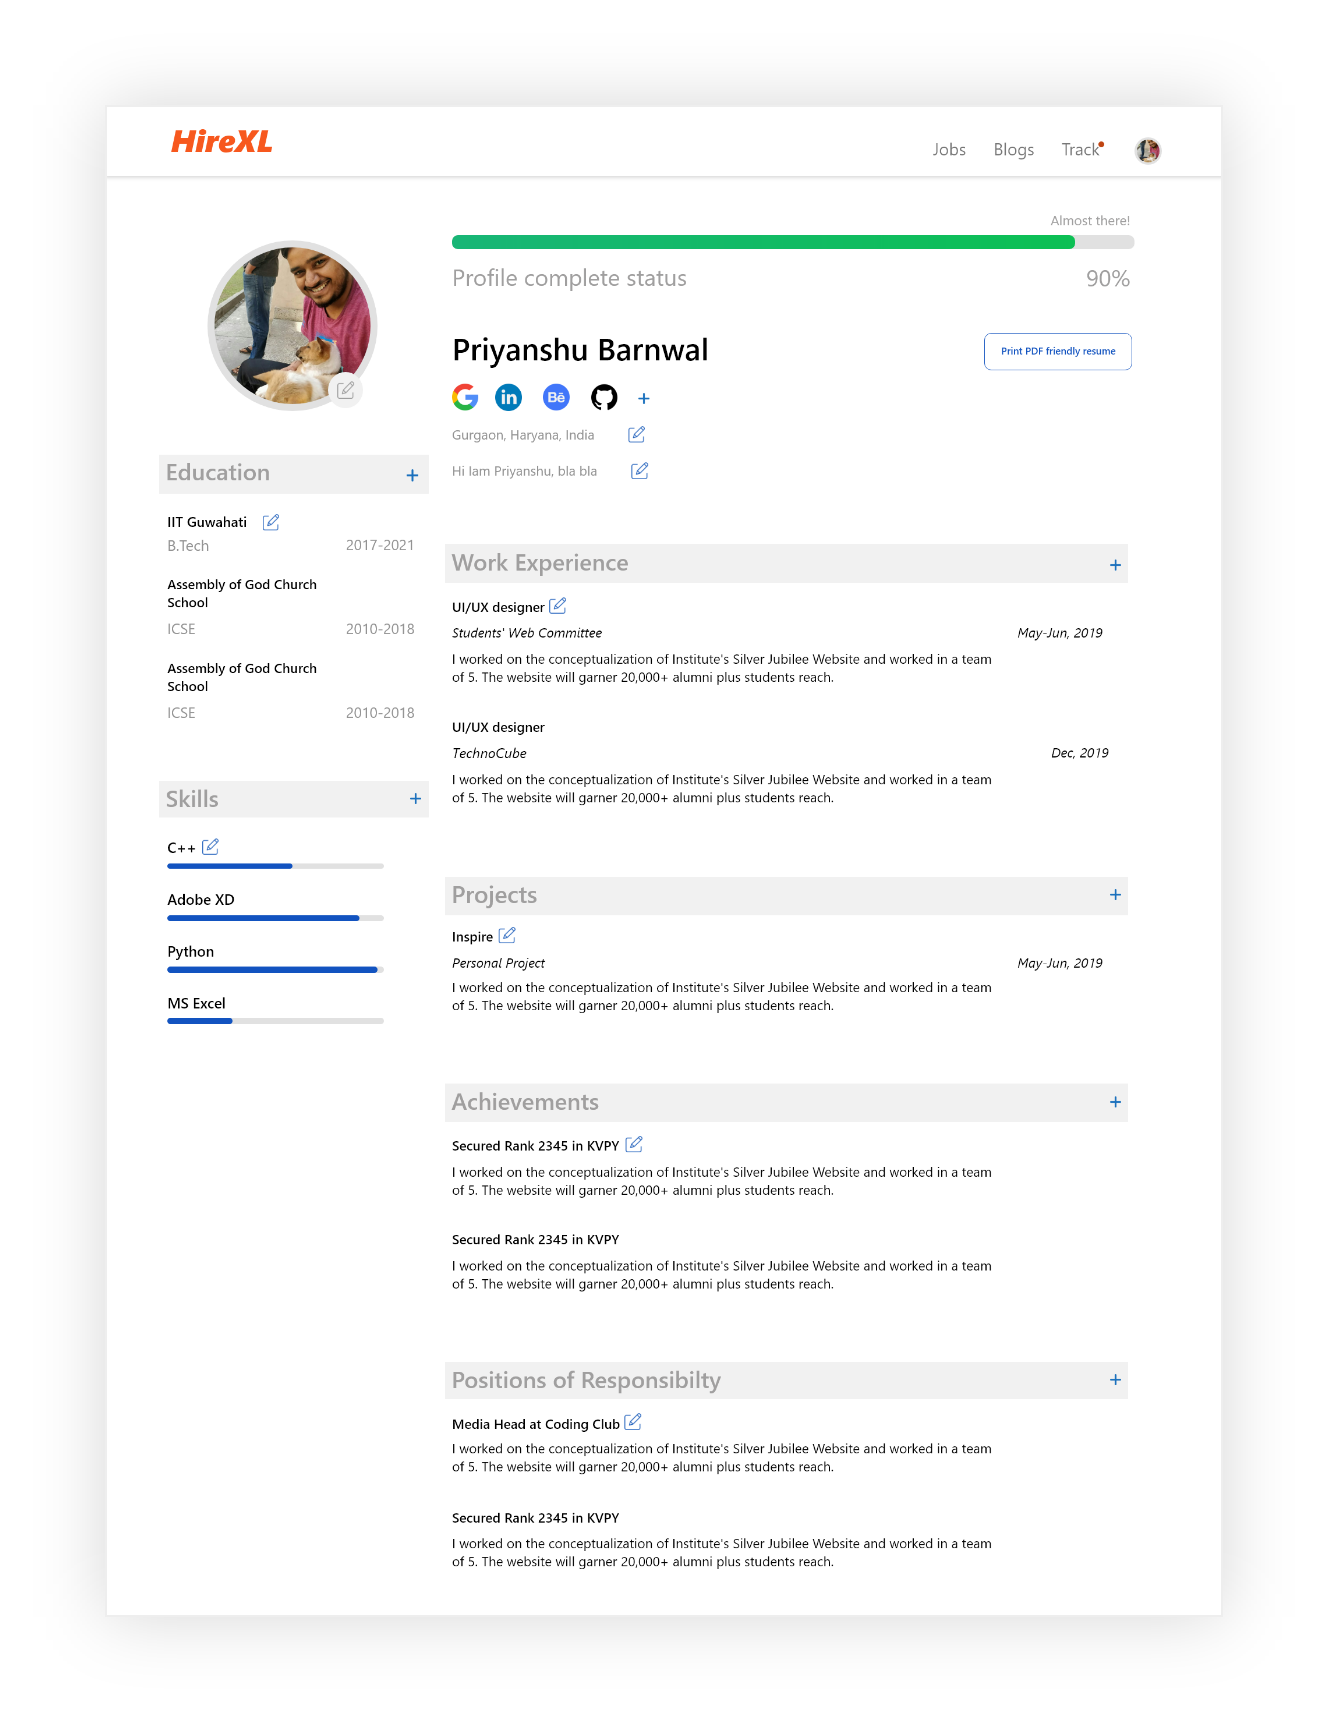 HireXL
Jobs
Blogs
Track
Almost there!
Profile complete status
90%
Priyanshu Barnwal
Print PDF friendly resume
in
Bē
+
Gurgaon, Haryana, India
Hi Iam Priyanshu, bla bla
Education
+
IIT Guwahati
B.Tech
2017-2021
Assembly of God Church
School
ICSE
2010-2018
Assembly of God Church
School
ICSE
2010-2018
Skills
+
C++
Adobe XD
Python
MS Excel
Work Experience
+
UI/UX designer
Students' Web Committee
May-Jun, 2019
I worked on the conceptualization of Institute's Silver Jubilee Website and worked in a team
of 5. The website will garner 20,000+ alumni plus students reach.
UI/UX designer
TechnoCube
Dec, 2019
I worked on the conceptualization of Institute's Silver Jubilee Website and worked in a team
of 5. The website will garner 20,000+ alumni plus students reach.
Projects
+
Inspire
Personal Project
May-Jun, 2019
I worked on the conceptualization of Institute's Silver Jubilee Website and worked in a team
of 5. The website will garner 20,000+ alumni plus students reach.
Achievements
+
Secured Rank 2345 in KVPY
I worked on the conceptualization of Institute's Silver Jubilee Website and worked in a team
of 5. The website will garner 20,000+ alumni plus students reach.
Secured Rank 2345 in KVPY
I worked on the conceptualization of Institute's Silver Jubilee Website and worked in a team
of 5. The website will garner 20,000+ alumni plus students reach.
Positions of Responsibilty
+
Media Head at Coding Club
I worked on the conceptualization of Institute's Silver Jubilee Website and worked in a team
of 5. The website will garner 20,000+ alumni plus students reach.
Secured Rank 2345 in KVPY
I worked on the conceptualization of Institute's Silver Jubilee Website and worked in a team
of 5. The website will garner 20,000+ alumni plus students reach.